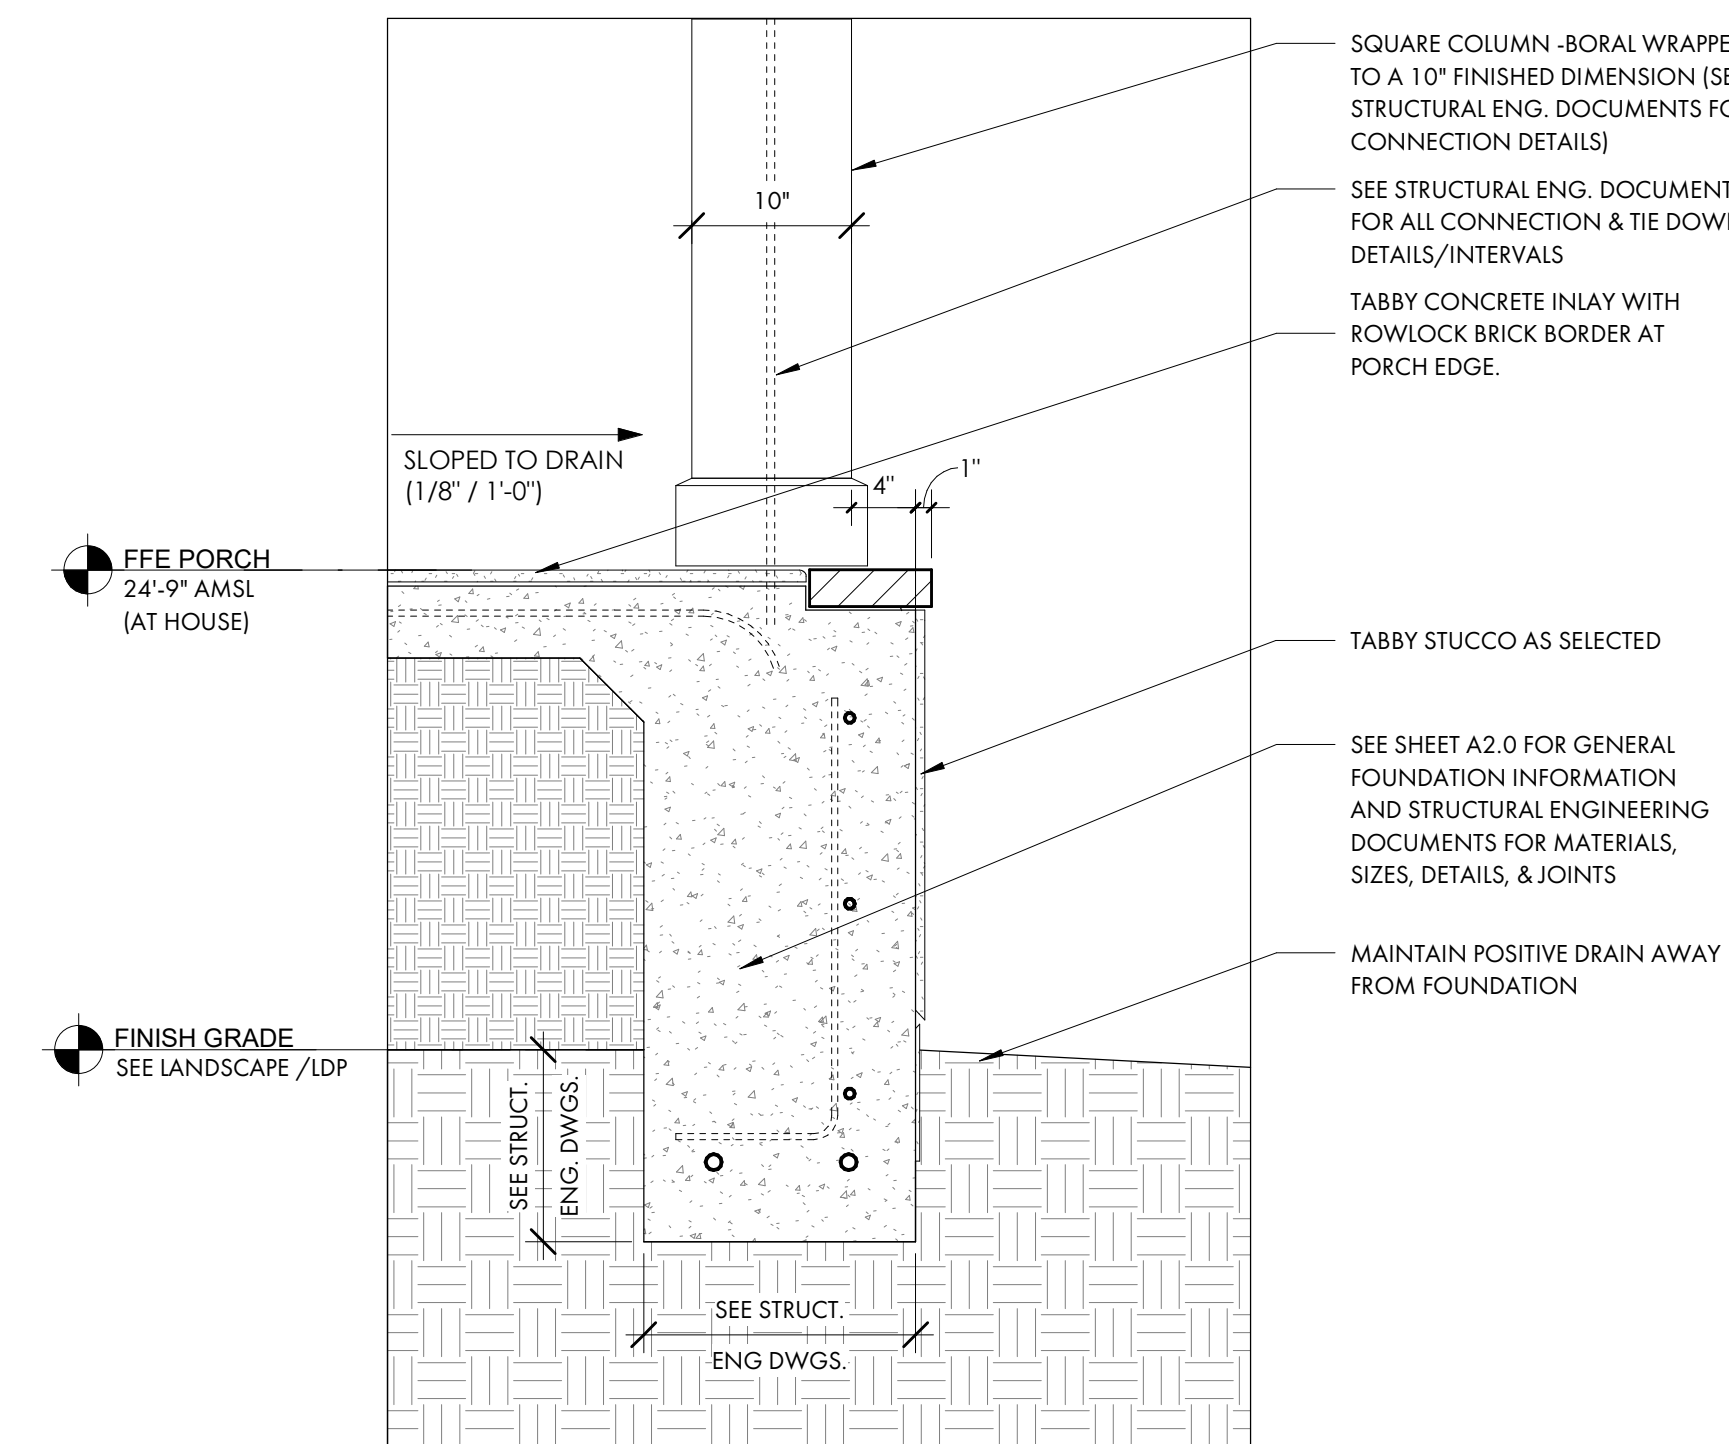 SQUARE COLUMN -BORAL WRAPPE
TO A 10" FINISHED DIMENSION (SE
STRUCTURAL ENG. DOCUMENTS FO
CONNECTION DETAILS)
SEE STRUCTURAL ENG. DOCUMENT
FOR ALL CONNECTION & TIE DOW
DETAILS/INTERVALS
TABBY CONCRETE INLAY WITH
ROWLOCK BRICK BORDER AT
PORCH EDGE.
10"
SLOPED TO DRAIN
(1/8" / 1'-0")
4"
1"
FFE PORCH
24'-9" AMSL
(AT HOUSE)
TABBY STUCCO AS SELECTED
SEE SHEET A2.0 FOR GENERAL
FOUNDATION INFORMATION
AND STRUCTURAL ENGINEERING
DOCUMENTS FOR MATERIALS,
SIZES, DETAILS, & JOINTS
MAINTAIN POSITIVE DRAIN AWAY
FROM FOUNDATION
FINISH GRADE
SEE LANDSCAPE /LDP
SEE STRUCT.
ENG. DWGS.
SEE STRUCT.
ENG DWGS.